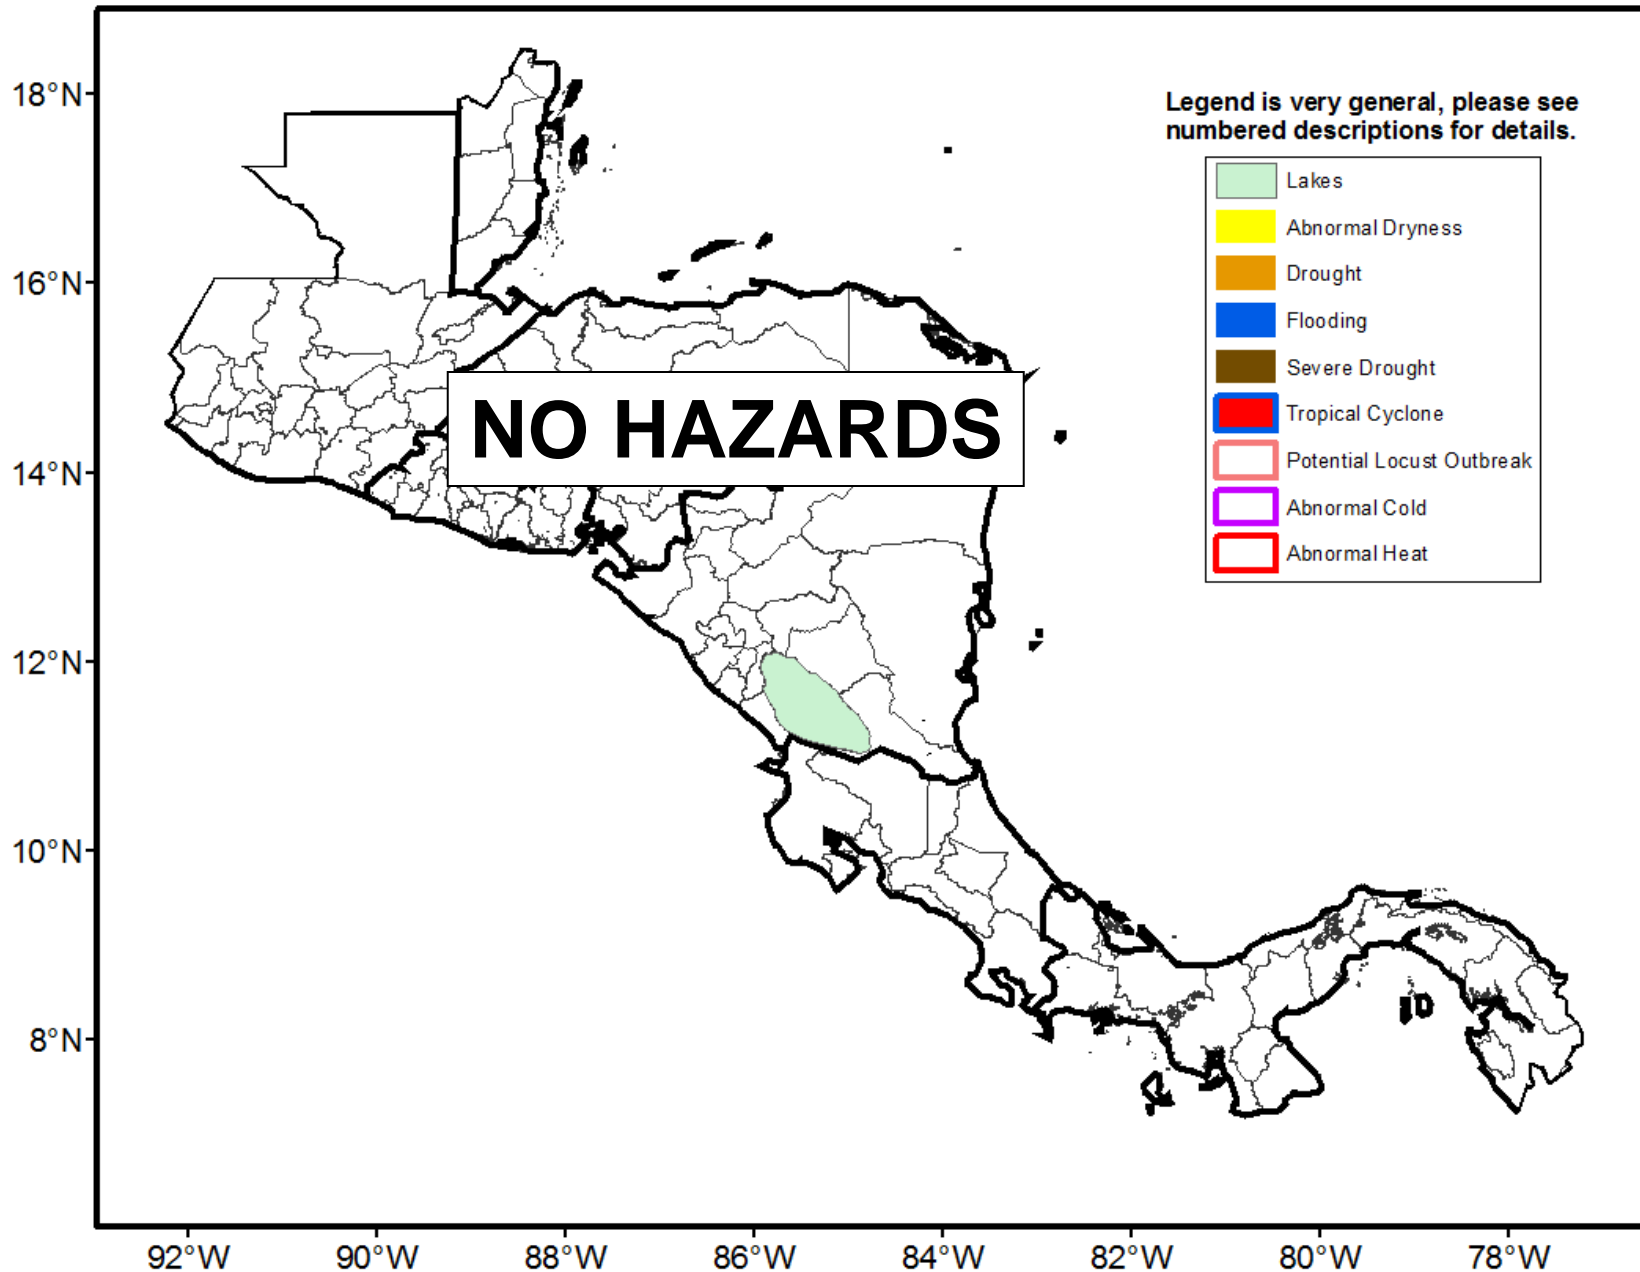 Legend is very general, please see
numbered descriptions for details.
Lakes
Abnormal Dryness
Drought
Flooding
Severe Drought
Tropical Cyclone
Potential Locust Outbreak
Abnormal Cold
Abnormal Heat
NO HAZARDS
18°N
16°N
14°N
12°N
10°N
8°N
92°W 90°W 88°W 86°W 84°W 82°W 80°W 78°W